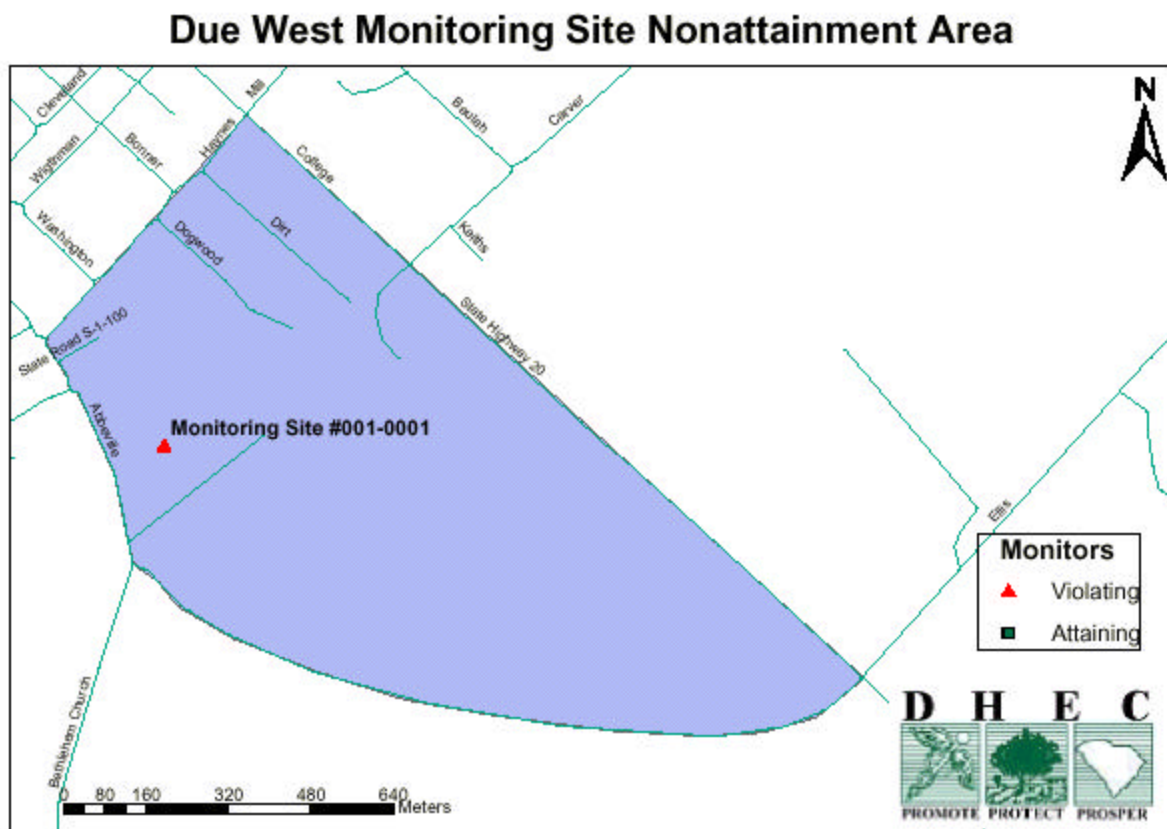 Due West Monitoring Site Nonattainment Area
N
Cleveland
Mill
Haynes
Beulah
Carver
Wigthman
Bonner
College
Washington
Dogwood
Dirt
Keiths
State Highway 20
State Road S-1-100
Abbeville
Monitoring Site #001-0001
Ellis
Monitors
Violating
Attaining
Bethlehem Church
D H E C
PROMOTE PROTECT PROSPER
0 80 160 320 480 640
Meters